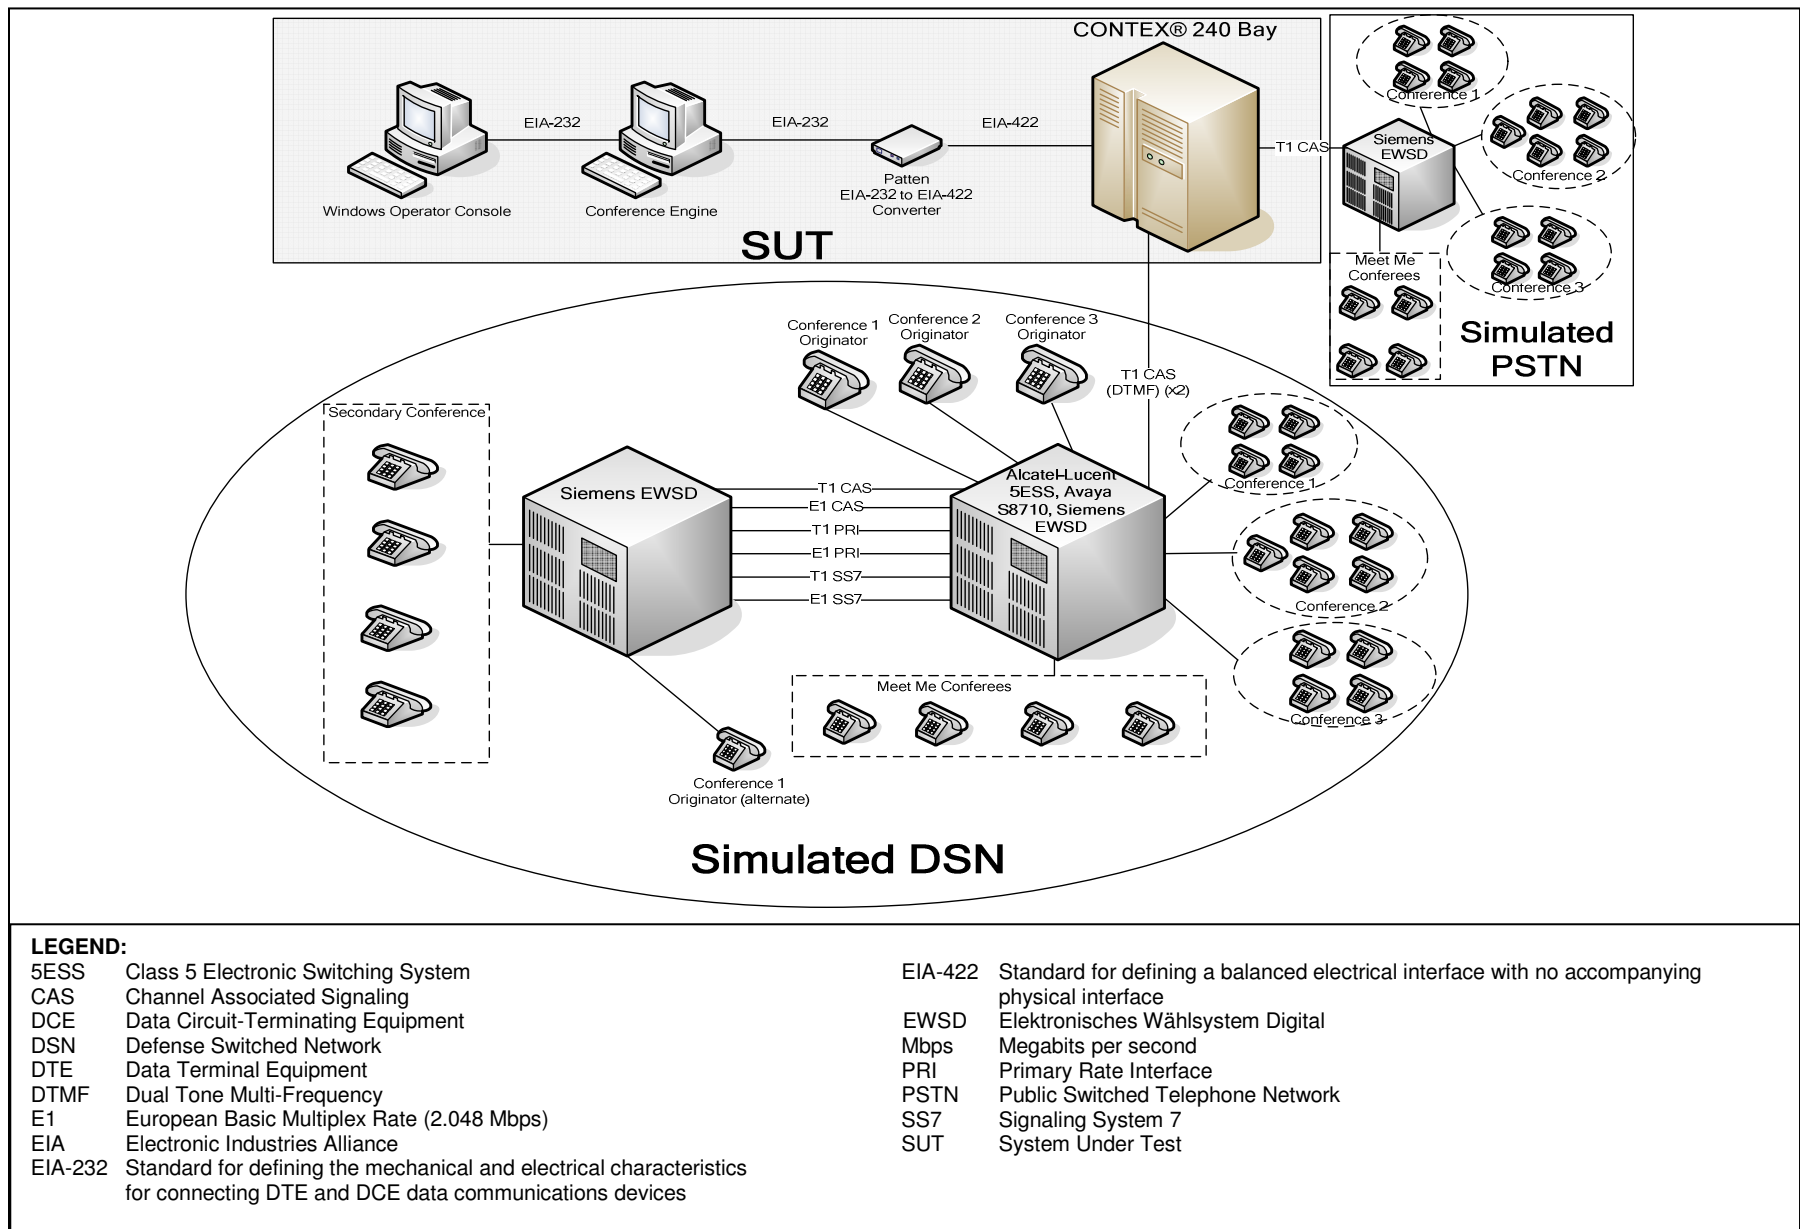 CONTEX® 240 Bay
EIA-232
EIA-232
EIA-422
Windows Operator Console
Conference Engine
Patten
EIA-232 to EIA-422
Converter
SUT
T1 CAS
Conference 1
Siemens
EWSD
Conference 2
Conference 3
Meet Me
Conferees
Simulated
PSTN
Conference 1
Originator
Conference 2
Originator
Conference 3
Originator
T1 CAS
(DTMF) (x2)
Secondary Conference
Siemens EWSD
T1 CAS
E1 CAS
T1 PRI
E1 PRI
T1 SS7
E1 SS7
Alcatel-Lucent
5ESS, Avaya
S8710, Siemens
EWSD
Conference 1
Conference 2
Conference 3
Meet Me Conferees
Conference 1
Originator (alternate)
Simulated DSN
LEGEND:
5ESS Class 5 Electronic Switching System
CAS Channel Associated Signaling
DCE Data Circuit-Terminating Equipment
DSN Defense Switched Network
DTE Data Terminal Equipment
DTMF Dual Tone Multi-Frequency
E1 European Basic Multiplex Rate (2.048 Mbps)
EIA Electronic Industries Alliance
EIA-232 Standard for defining the mechanical and electrical characteristics
for connecting DTE and DCE data communications devices
EIA-422 Standard for defining a balanced electrical interface with no accompanying
physical interface
EWSD Elektronisches Wählsystem Digital
Mbps Megabits per second
PRI Primary Rate Interface
PSTN Public Switched Telephone Network
SS7 Signaling System 7
SUT System Under Test